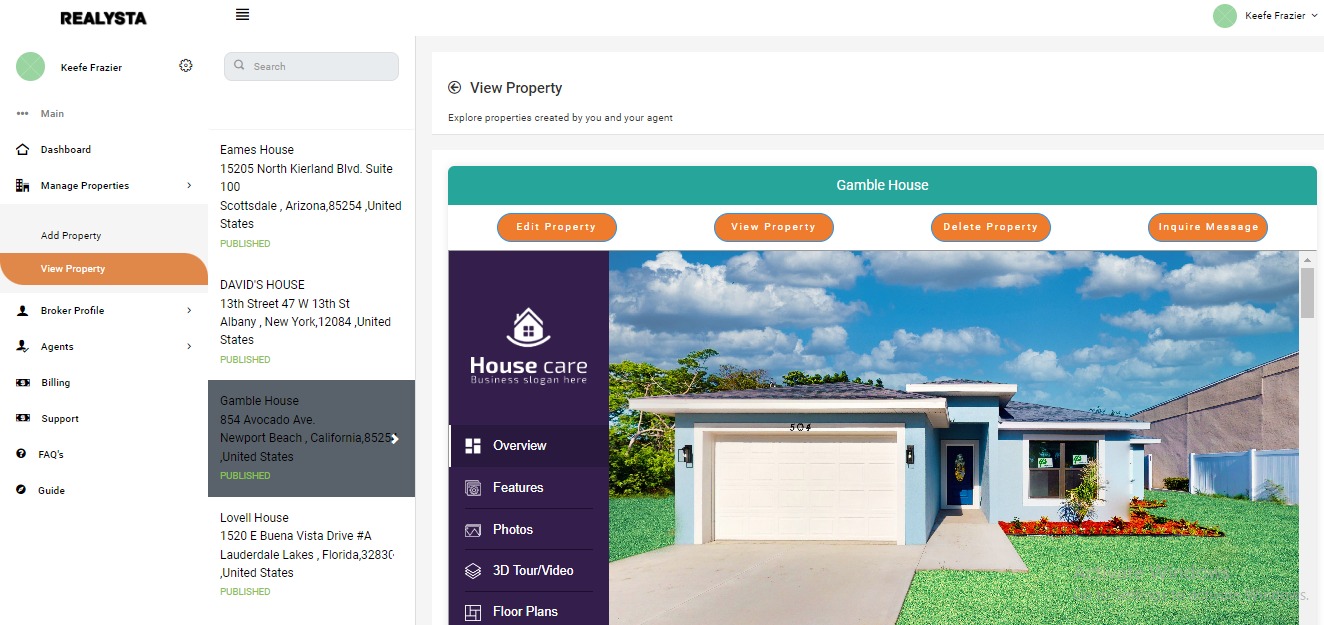 REALYSTA
Keefe Frazier
Keefe Frazier
Main
Dashboard
Manage Properties
Add Property
View Property
Broker Profile
Agents
Billing
Support
FAQ's
Guide
Search
Eames House
15205 North Kierland Blvd. Suite
100
Scottsdale , Arizona,85254 ,United
States
PUBLISHED
DAVID'S HOUSE
13th Street 47 W 13th St
Albany , New York,12084 ,United
States
PUBLISHED
Gamble House
854 Avocado Ave.
Newport Beach , California,8525
,United States
PUBLISHED
Lovell House
1520 E Buena Vista Drive #A
Lauderdale Lakes , Florida,32830
,United States
PUBLISHED
View Property
Explore properties created by you and your agent
Gamble House
Edit Property
View Property
Delete Property
Inquire Message
House care
Business slogan here
Overview
Features
Photos
3D Tour/Video
Floor Plans
504